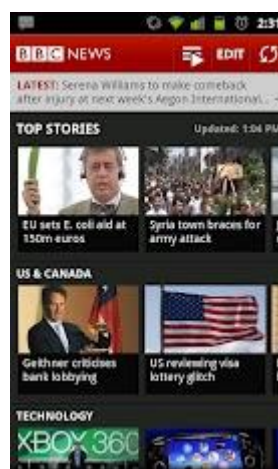 2:31
BBC NEWS
EDIT
LATEST: Serena Williams to make comeback
after injury at next week's Aegon International...
TOP STORIES
Updated: 1:04 PM
EU sets E. coli aid at
150m euros
Syria town braces for
army attack
US & CANADA
Geithner criticises
bank lobbying
US reviewing visa
lottery glitch
TECHNOLOGY
XBOX 360